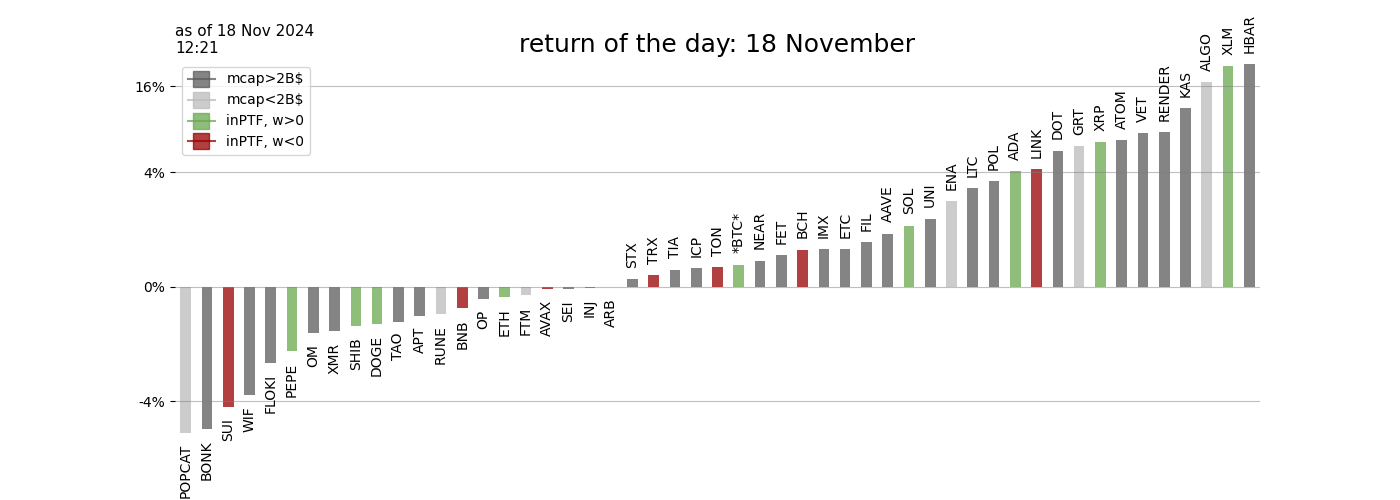 as of 18 Nov 2024
12:21
return of the day: 18 November
mcap>2B$
mcap<2B$
inPTF, w>0
inPTF, w<0
16%
4%
0%
-4%
POPCAT
BONK
SUI
WIF
FLOKI
PEPE
OM
XMR
SHIB
DOGE
TAO
APT
RUNE
BNB
OP
ETH
FTM
AVAX
SEI
INJ
ARB
STX
TRX
TIA
ICP
TON
*BTC*
NEAR
FET
BCH
IMX
ETC
FIL
AAVE
SOL
UNI
ENA
LTC
POL
ADA
LINK
DOT
GRT
XRP
ATOM
VET
RENDER
KAS
ALGO
XLM
HBAR